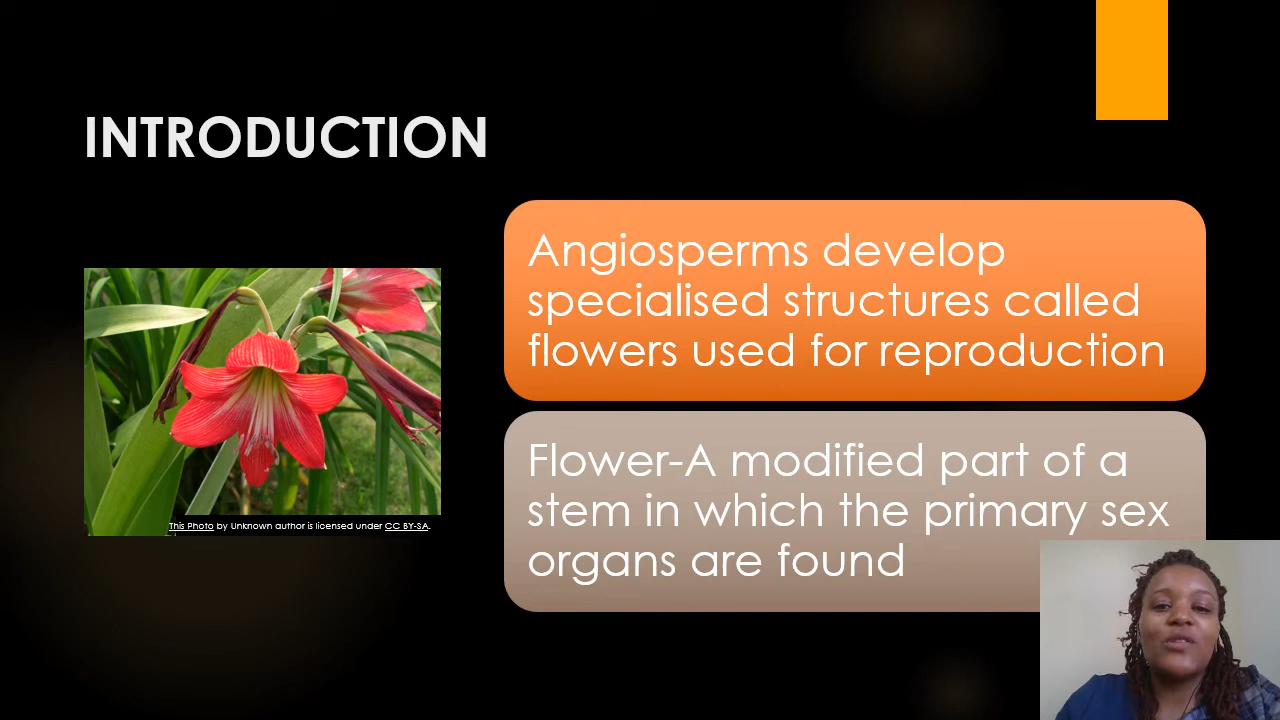 INTRODUCTION
Angiosperms develop
specialised structures called
flowers used for reproduction
Flower-A modified part of a
stem in which the primary sex
organs are found
This Photo by Unknown author is licensed under CC BY-SA.